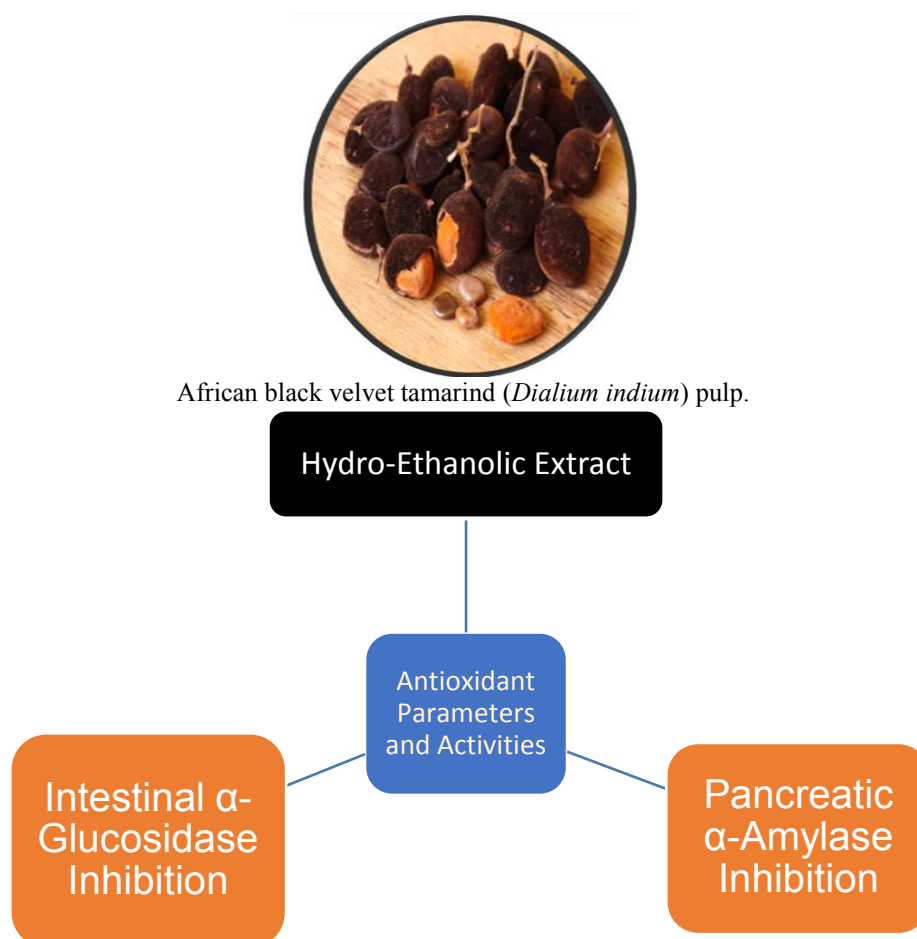 African black velvet tamarind (Dialium indium) pulp.
Hydro-Ethanolic Extract
Antioxidant
Parameters
and Activities
Intestinal α-
Glucosidase
Inhibition
Pancreatic
α-Amylase
Inhibition